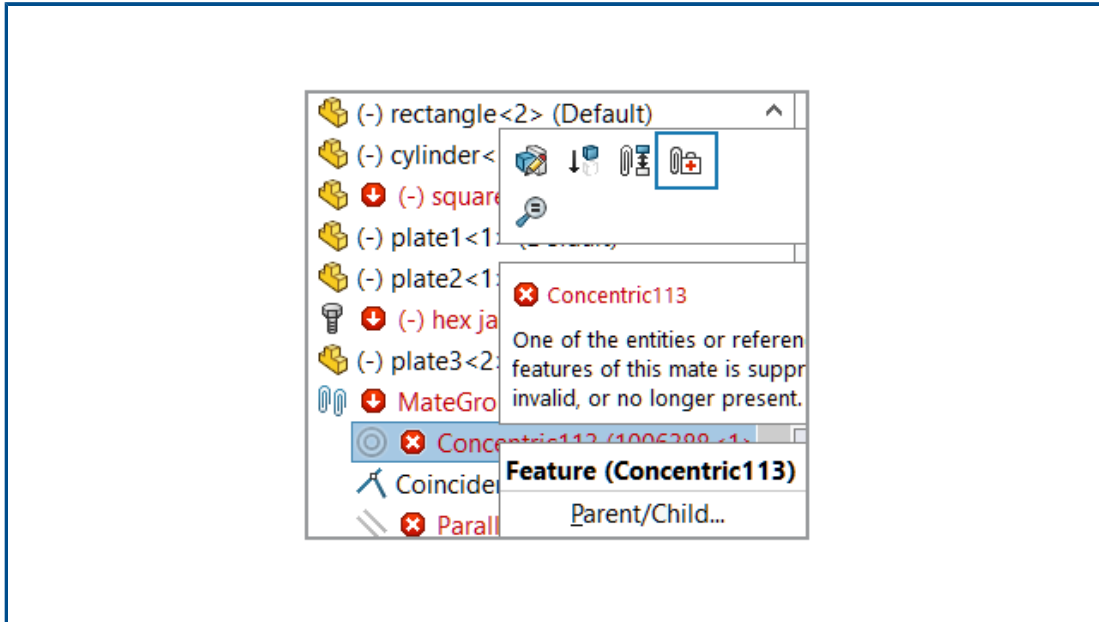 (-) rectangle<2> (Default)
(-) cylinder<
(-) square
(-) plate1<1>
(-) plate2<1>
Concentric113
(-) hex ja
One of the entities or referen
(-) plate3<2>
features of this mate is suppr
MateGro
invalid, or no longer present.
Concentric113 (1006288<1>
Feature (Concentric113)
Coincide
Parent/Child...
Parall